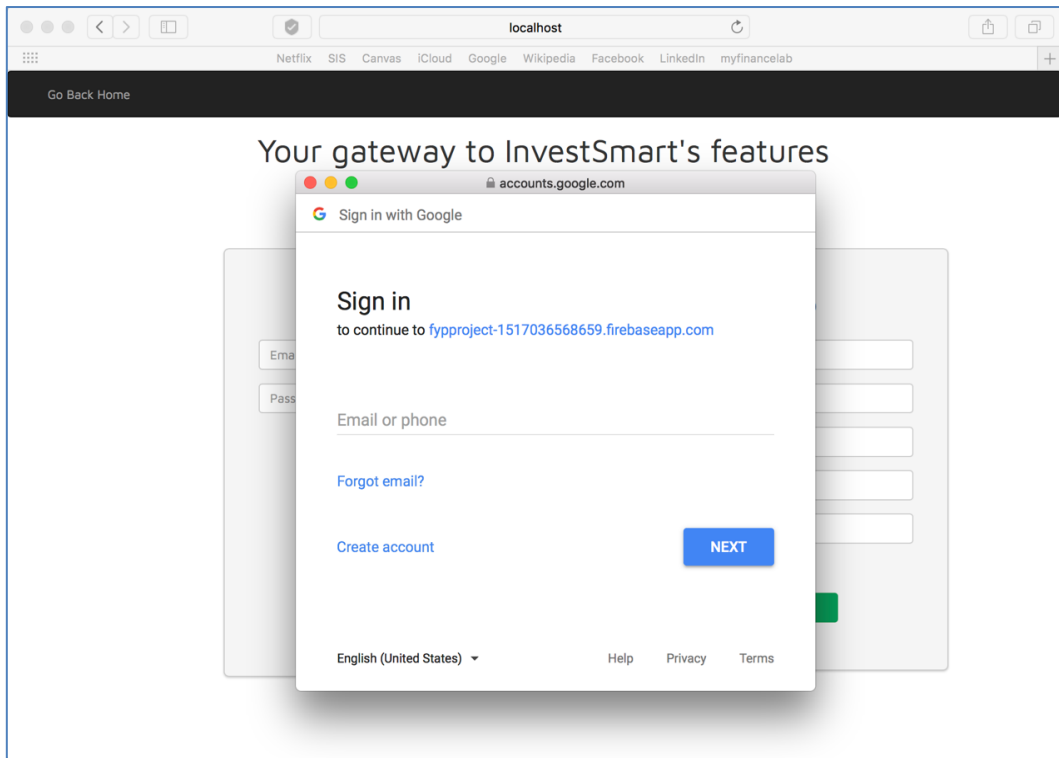 localhost
Netflix SIS Canvas iCloud Google Wikipedia Facebook LinkedIn myfinancelab
Go Back Home
Your gateway to InvestSmart's features
accounts.google.com
Sign in with Google
Sign in
to continue to fypproject-1517036568659.firebaseapp.com
Ema
Pass
Email or phone
Forgot email?
Create account
NEXT
English (United States)
Help Privacy Terms